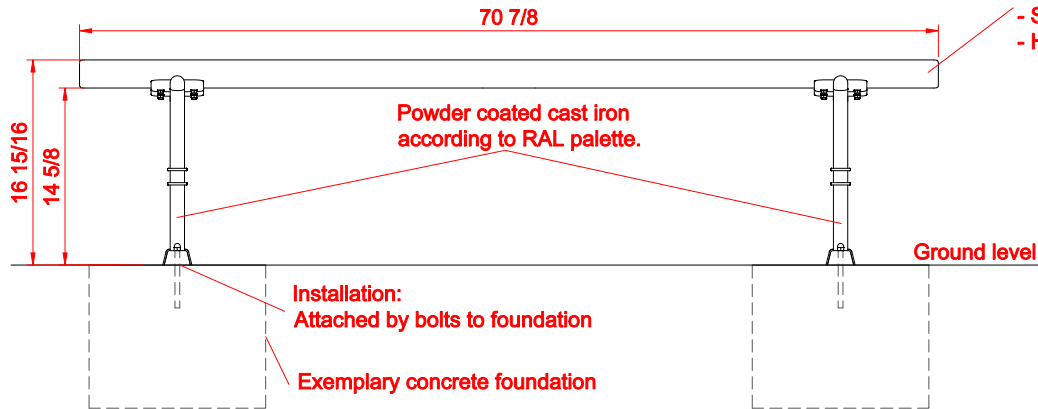 70 7/8
- S
- H
Powder coated cast iron
according to RAL palette.
16 15/16
14 5/8
Ground level
Installation:
Attached by bolts to foundation
Exemplary concrete foundation